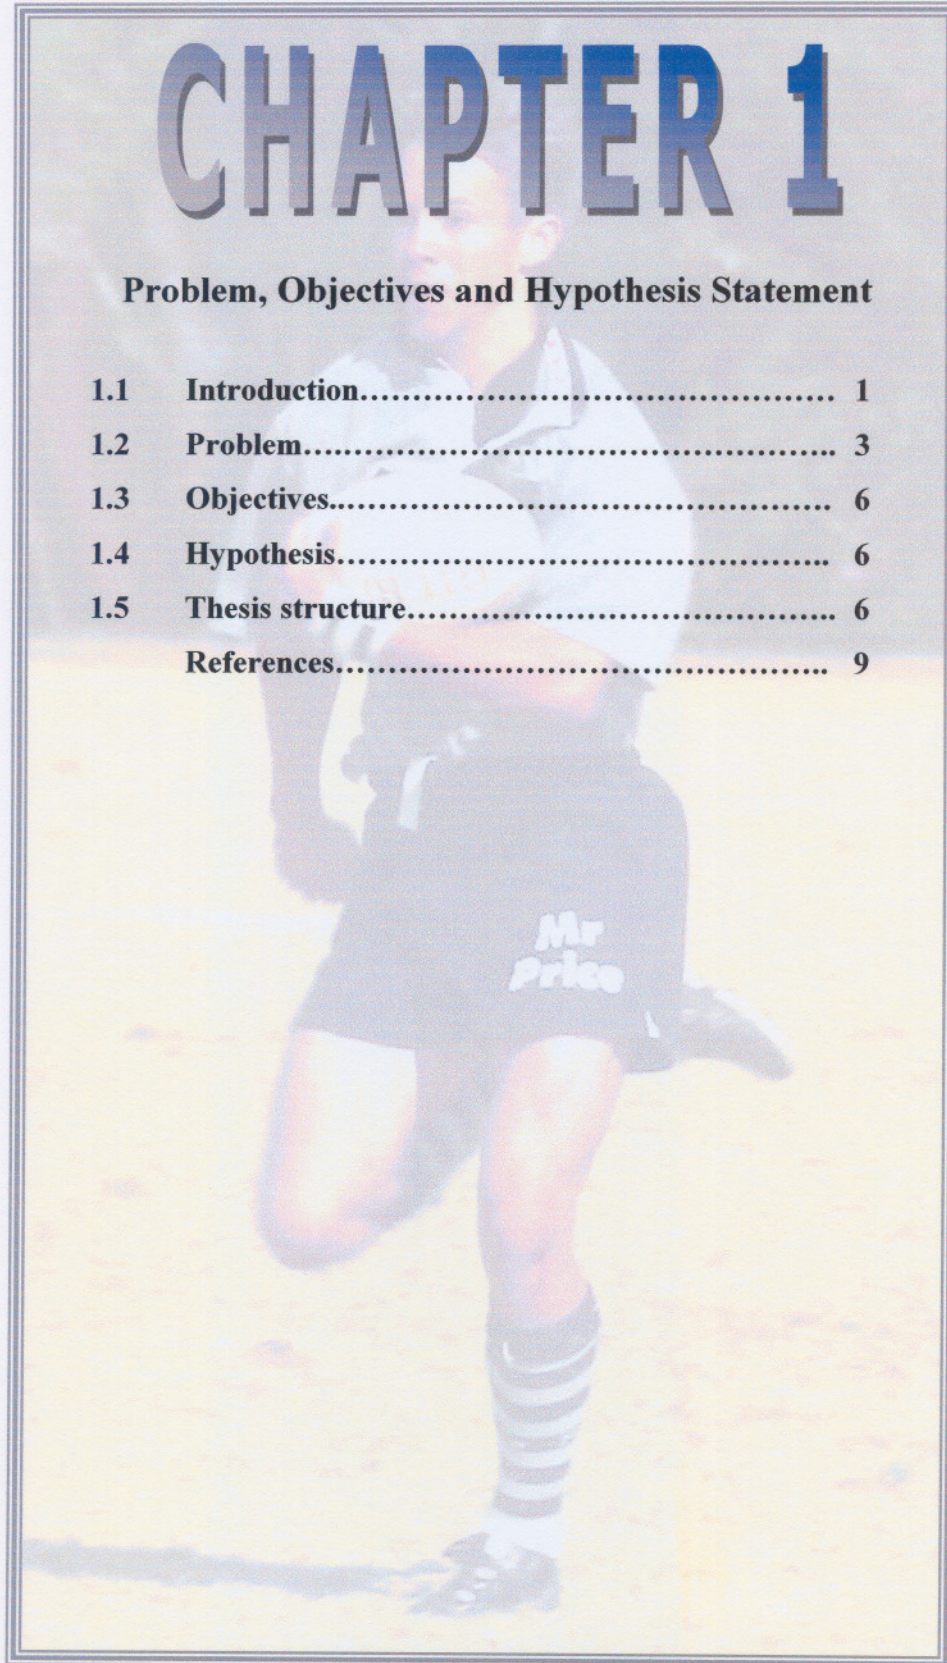 CHAPTER 1
Problem, Objectives and Hypothesis Statement
1.1 Introduction…………………………………………… 1
1.2 Problem……………………………………………….. 3
1.3 Objectives..……………………………………………. 6
1.4 Hypothesis…………………………………………….. 6
1.5 Thesis structure……………………………………….. 6
References…………………………………………….. 9
Mr
Price